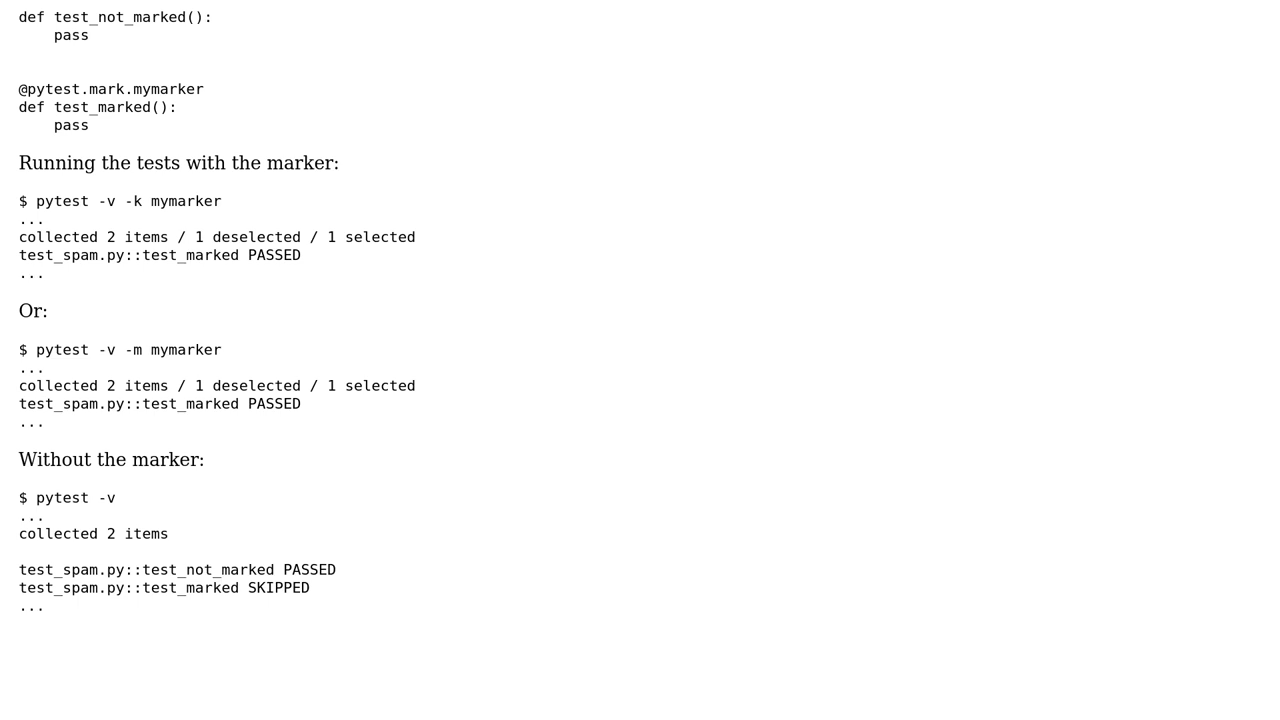 def test_not_marked():
    pass
@pytest.mark.mymarker
def test_marked():
    pass
Running the tests with the marker:
$ pytest -v -k mymarker
...
collected 2 items / 1 deselected / 1 selected
test_spam.py::test_marked PASSED
...
Or:
$ pytest -v -m mymarker
...
collected 2 items / 1 deselected / 1 selected
test_spam.py::test_marked PASSED
...
Without the marker:
$ pytest -v
...
collected 2 items
test_spam.py::test_not_marked PASSED
test_spam.py::test_marked SKIPPED
...